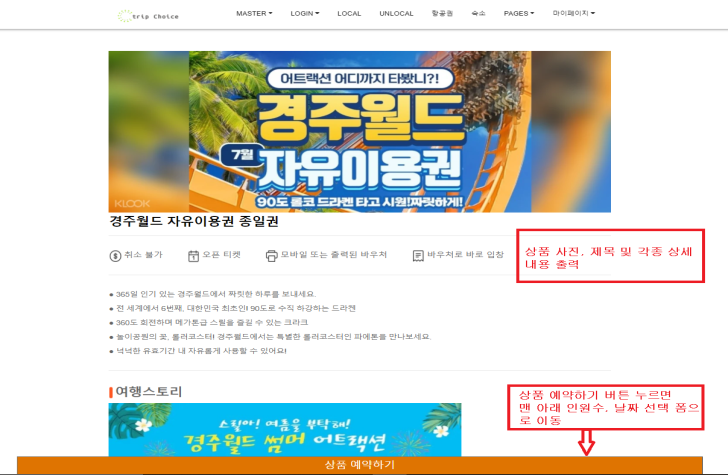 trip Choice
MASTER LOGIN LOCAL UNLOCAL 항공권 숙소 PAGES 마이페이지
어트랙션 어디까지 타봤니?!
경주월드
7월
자유이용권
90도 롤코 드라켄 타고 시원!짜릿하게!
KLOOK
경주월드 자유이용권 종일권
취소 불가 오픈 티켓 모바일 또는 출력된 바우처 바우처로 바로 입장
상품 사진, 제목 및 각종 상세
내용 출력
● 365일 인기 있는 경주월드에서 짜릿한 하루를 보내세요.
● 전 세계에서 6번째, 대한민국 최초인! 90도로 수직 하강하는 드라켄
● 360도 회전하며 메가톤급 스릴을 즐길 수 있는 크라크
● 놀이공원의 꽃, 롤러코스터! 경주월드에서는 특별한 롤러코스터인 파에톤을 만나보세요.
● 넉넉한 유효기간 내 자유롭게 사용할 수 있어요!
여행스토리
상품 예약하기 버튼 누르면
맨 아래 인원수, 날짜 선택 폼으
로 이동
스릴아! 여름을 부탁해!
경주월드 썸머 어트랙션
상품 예약하기